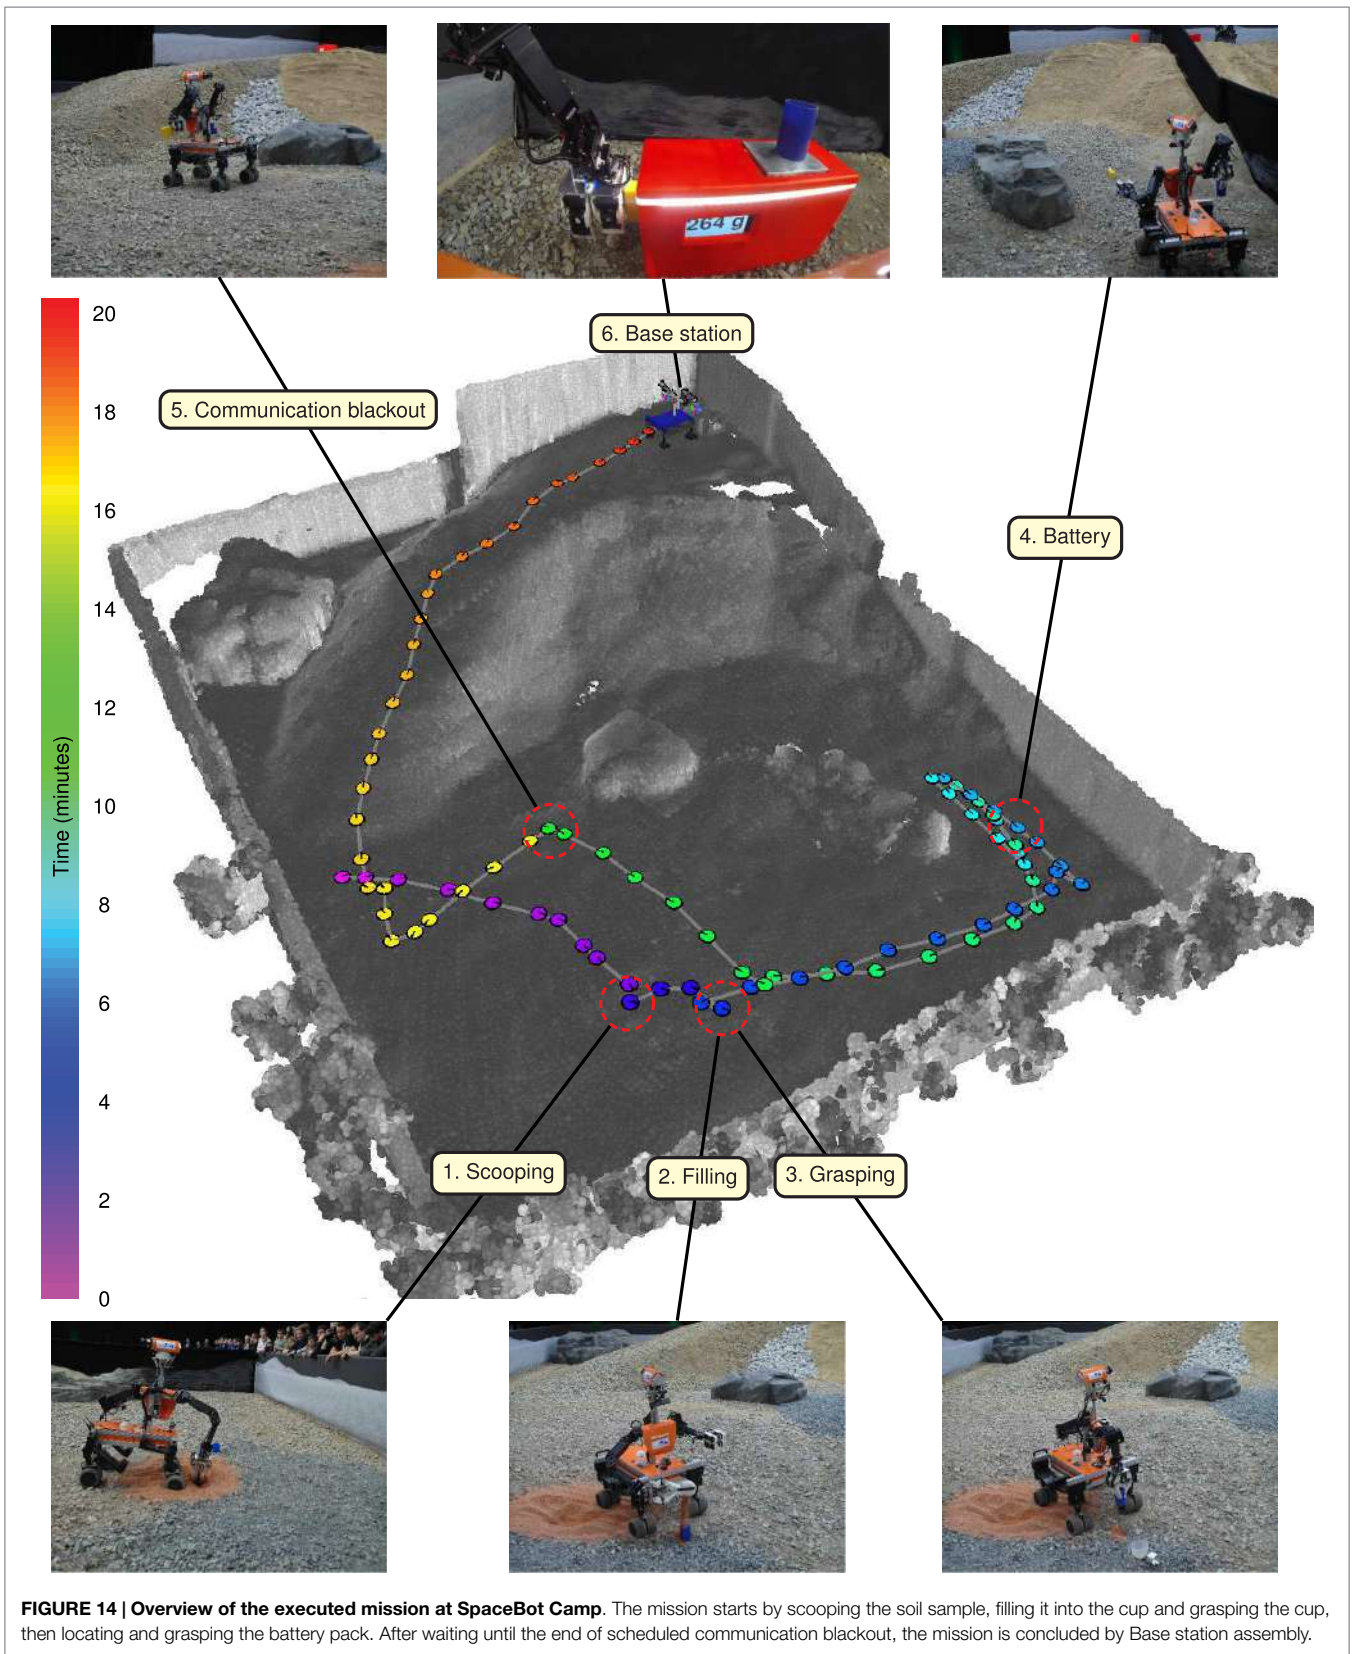 264 g
6. Base station
5. Communication blackout
4. Battery
20
18
16
14
12
10
8
6
4
2
0
Time (minutes)
1. Scooping
2. Filling
3. Grasping
FIGURE 14 | Overview of the executed mission at SpaceBot Camp. The mission starts by scooping the soil sample, filling it into the cup and grasping the cup,
then locating and grasping the battery pack. After waiting until the end of scheduled communication blackout, the mission is concluded by Base station assembly.